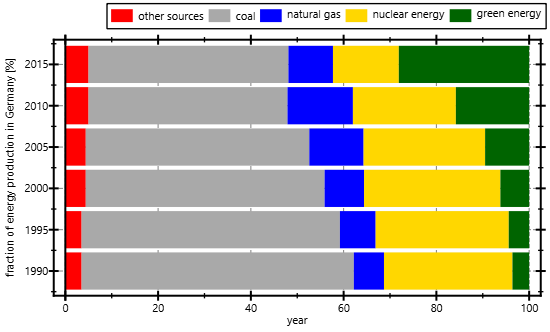 other sources coal natural gas nuclear energy green energy
fraction of energy production in Germany [%]
2015
2010
2005
2000
1995
1990
0 20 40 60 80 100
year